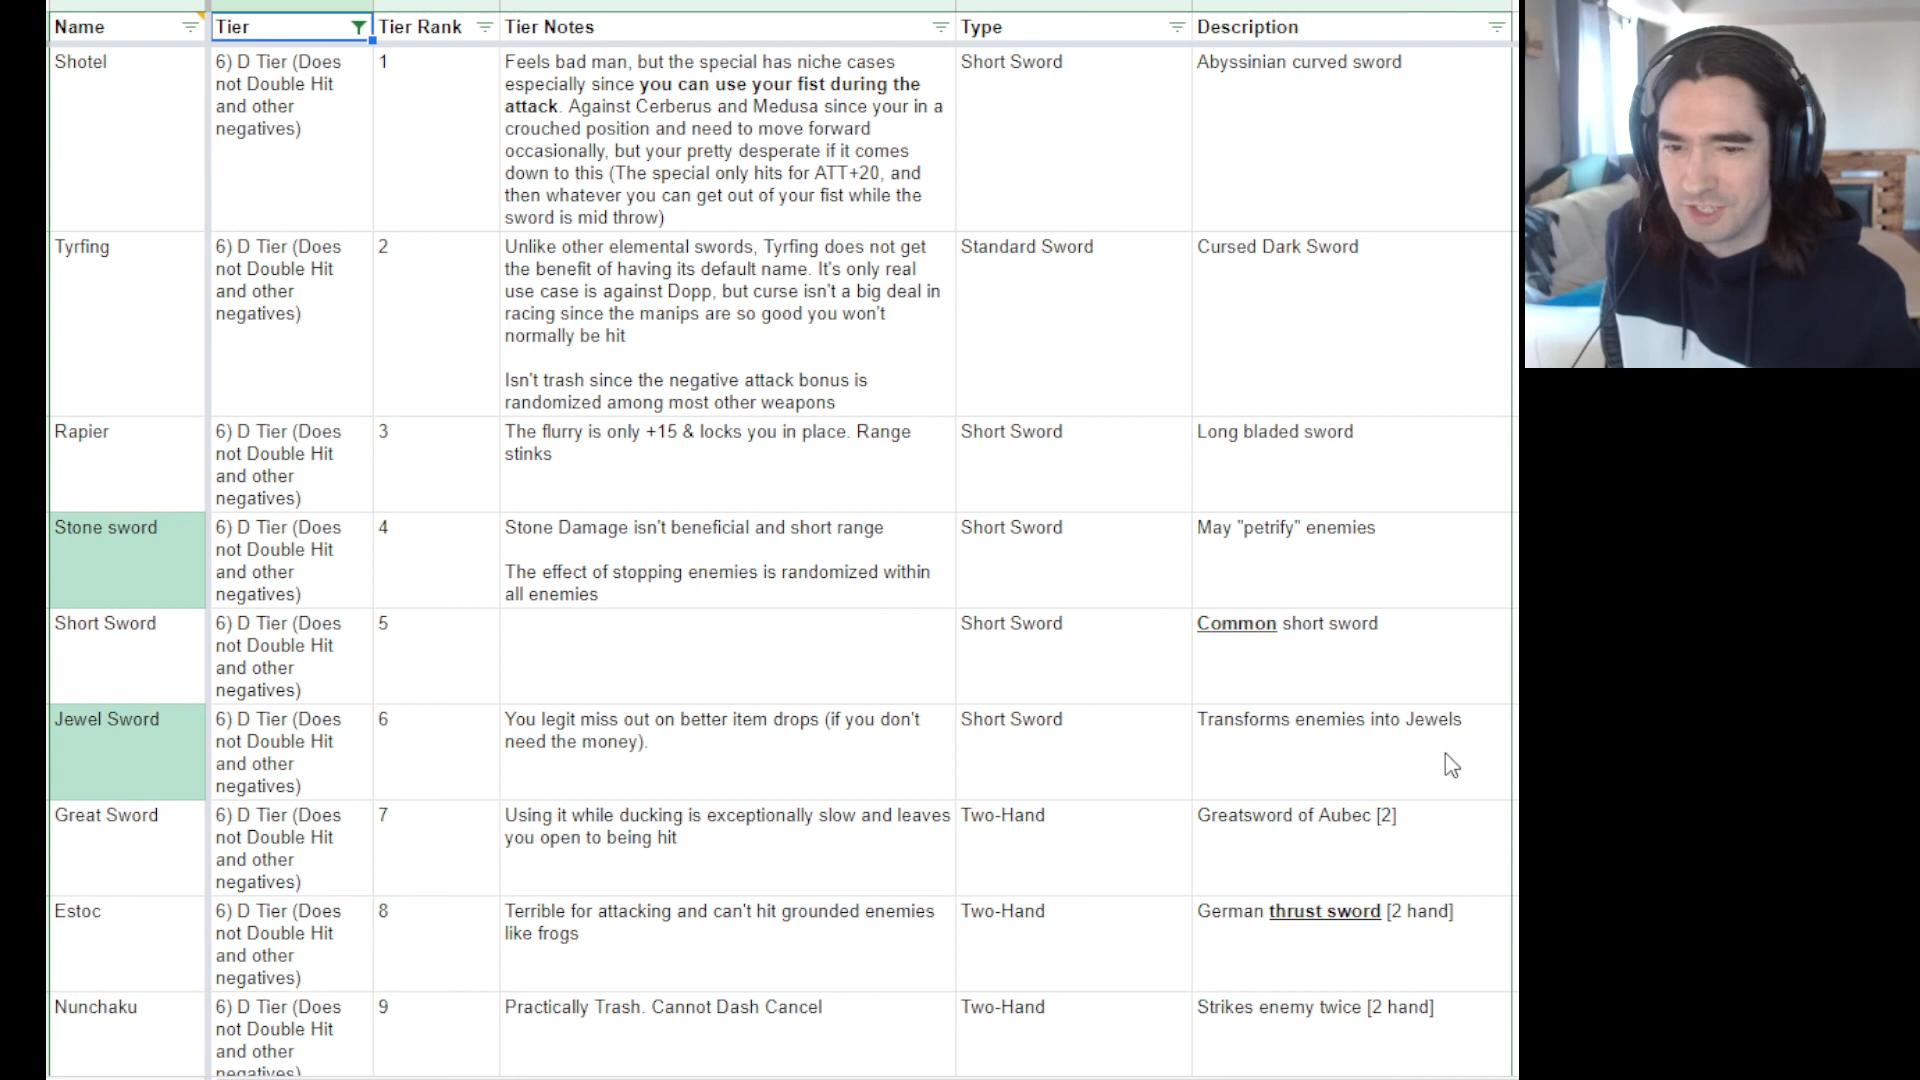 Name Tier Tier Rank Tier Notes Type Description
Shotel
6) D Tier (Does
not Double Hit
and other
negatives)
1
Feels bad man, but the special has niche cases
especially since you can use your fist during the
attack. Against Cerberus and Medusa since your in a
crouched position and need to move forward
occasionally, but your pretty desperate if it comes
down to this (The special only hits for ATT+20, and
then whatever you can get out of your fist while the
sword is mid throw)
Short Sword
Abyssinian curved sword
Tyrfing
6) D Tier (Does
not Double Hit
and other
negatives)
2
Unlike other elemental swords, Tyrfing does not get
the benefit of having its default name. It's only real
use case is against Dopp, but curse isn't a big deal in
racing since the manips are so good you won't
normally be hit
Isn't trash since the negative attack bonus is
randomized among most other weapons
Standard Sword
Cursed Dark Sword
Rapier
6) D Tier (Does
not Double Hit
and other
negatives)
3
The flurry is only +15 & locks you in place. Range
stinks
Short Sword
Long bladed sword
Stone sword
6) D Tier (Does
not Double Hit
and other
negatives)
4
Stone Damage isn't beneficial and short range
The effect of stopping enemies is randomized within
all enemies
Short Sword
May "petrify" enemies
Short Sword
6) D Tier (Does
not Double Hit
and other
negatives)
5
Short Sword
Common short sword
Jewel Sword
6) D Tier (Does
not Double Hit
and other
negatives)
6
You legit miss out on better item drops (if you don't
need the money).
Short Sword
Transforms enemies into Jewels
Great Sword
6) D Tier (Does
not Double Hit
and other
negatives)
7
Using it while ducking is exceptionally slow and leaves
you open to being hit
Two-Hand
Greatsword of Aubec [2]
Estoc
6) D Tier (Does
not Double Hit
and other
negatives)
8
Terrible for attacking and can't hit grounded enemies
like frogs
Two-Hand
German thrust sword [2 hand]
Nunchaku
6) D Tier (Does
not Double Hit
and other
negatives)
9
Practically Trash. Cannot Dash Cancel
Two-Hand
Strikes enemy twice [2 hand]